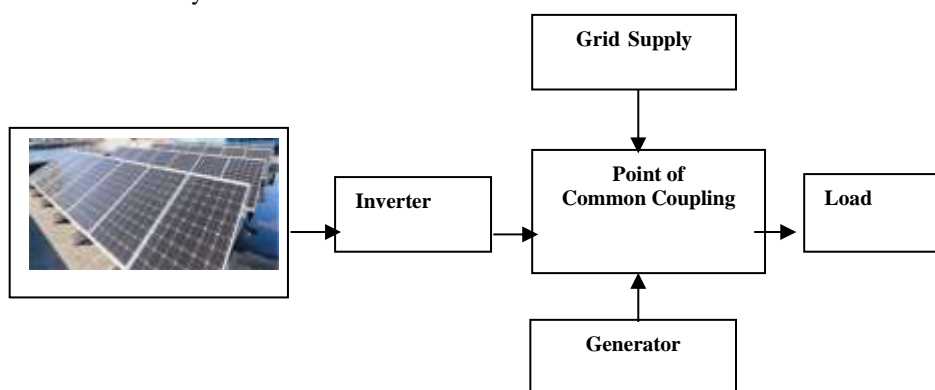 Grid Supply
Point of
Common Coupling
Inverter
Load
Generator